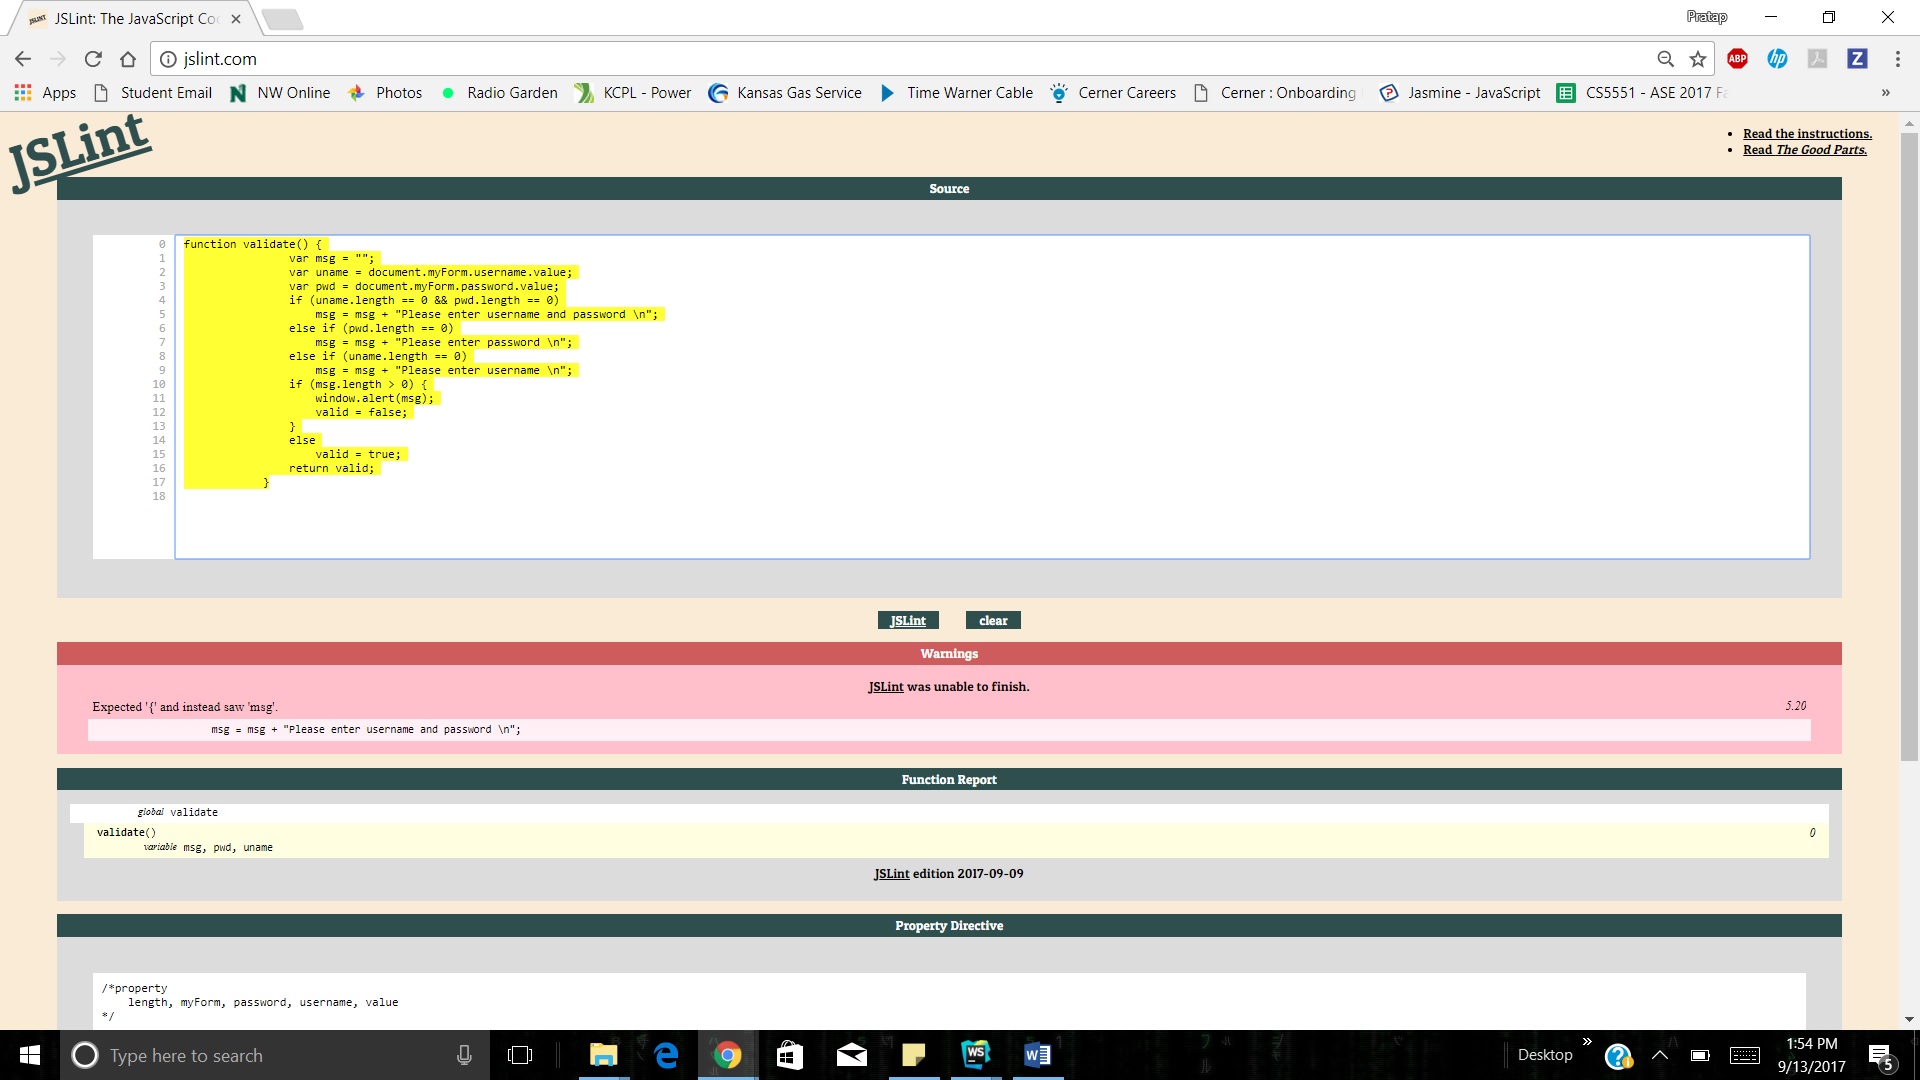 JSLint: The JavaScript Co
Pratap
jslint.com
ABP
hp
Z
Apps
Student Email
NW Online
Photos
Radio Garden
KCPL - Power
Kansas Gas Service
Time Warner Cable
Cerner Careers
Cerner : Onboarding
Jasmine - JavaScript
CS5551 - ASE 2017 F
»
JSLint
• Read the instructions.
• Read The Good Parts.
Source
0 function validate() {
1 var msg = "";
2 var uname = document.myForm.username.value;
3 var pwd = document.myForm.password.value;
4 if (uname.length == 0 && pwd.length == 0)
5 msg = msg + "Please enter username and password \n";
6 else if (pwd.length == 0)
7 msg = msg + "Please enter password \n";
8 else if (uname.length == 0)
9 msg = msg + "Please enter username \n";
10 if (msg.length > 0) {
11 window.alert(msg);
12 valid = false;
13 }
14 else
15 valid = true;
16 return valid;
17 }
18
JSLint clear
Warnings
JSLint was unable to finish.
Expected '{' and instead saw 'msg'. 5.20
msg = msg + "Please enter username and password \n";
Function Report
global validate
validate() 0
variable msg, pwd, uname
JSLint edition 2017-09-09
Property Directive
/*property
length, myForm, password, username, value
*/
Type here to search
WS
Desktop
»
1:54 PM
9/13/2017
5